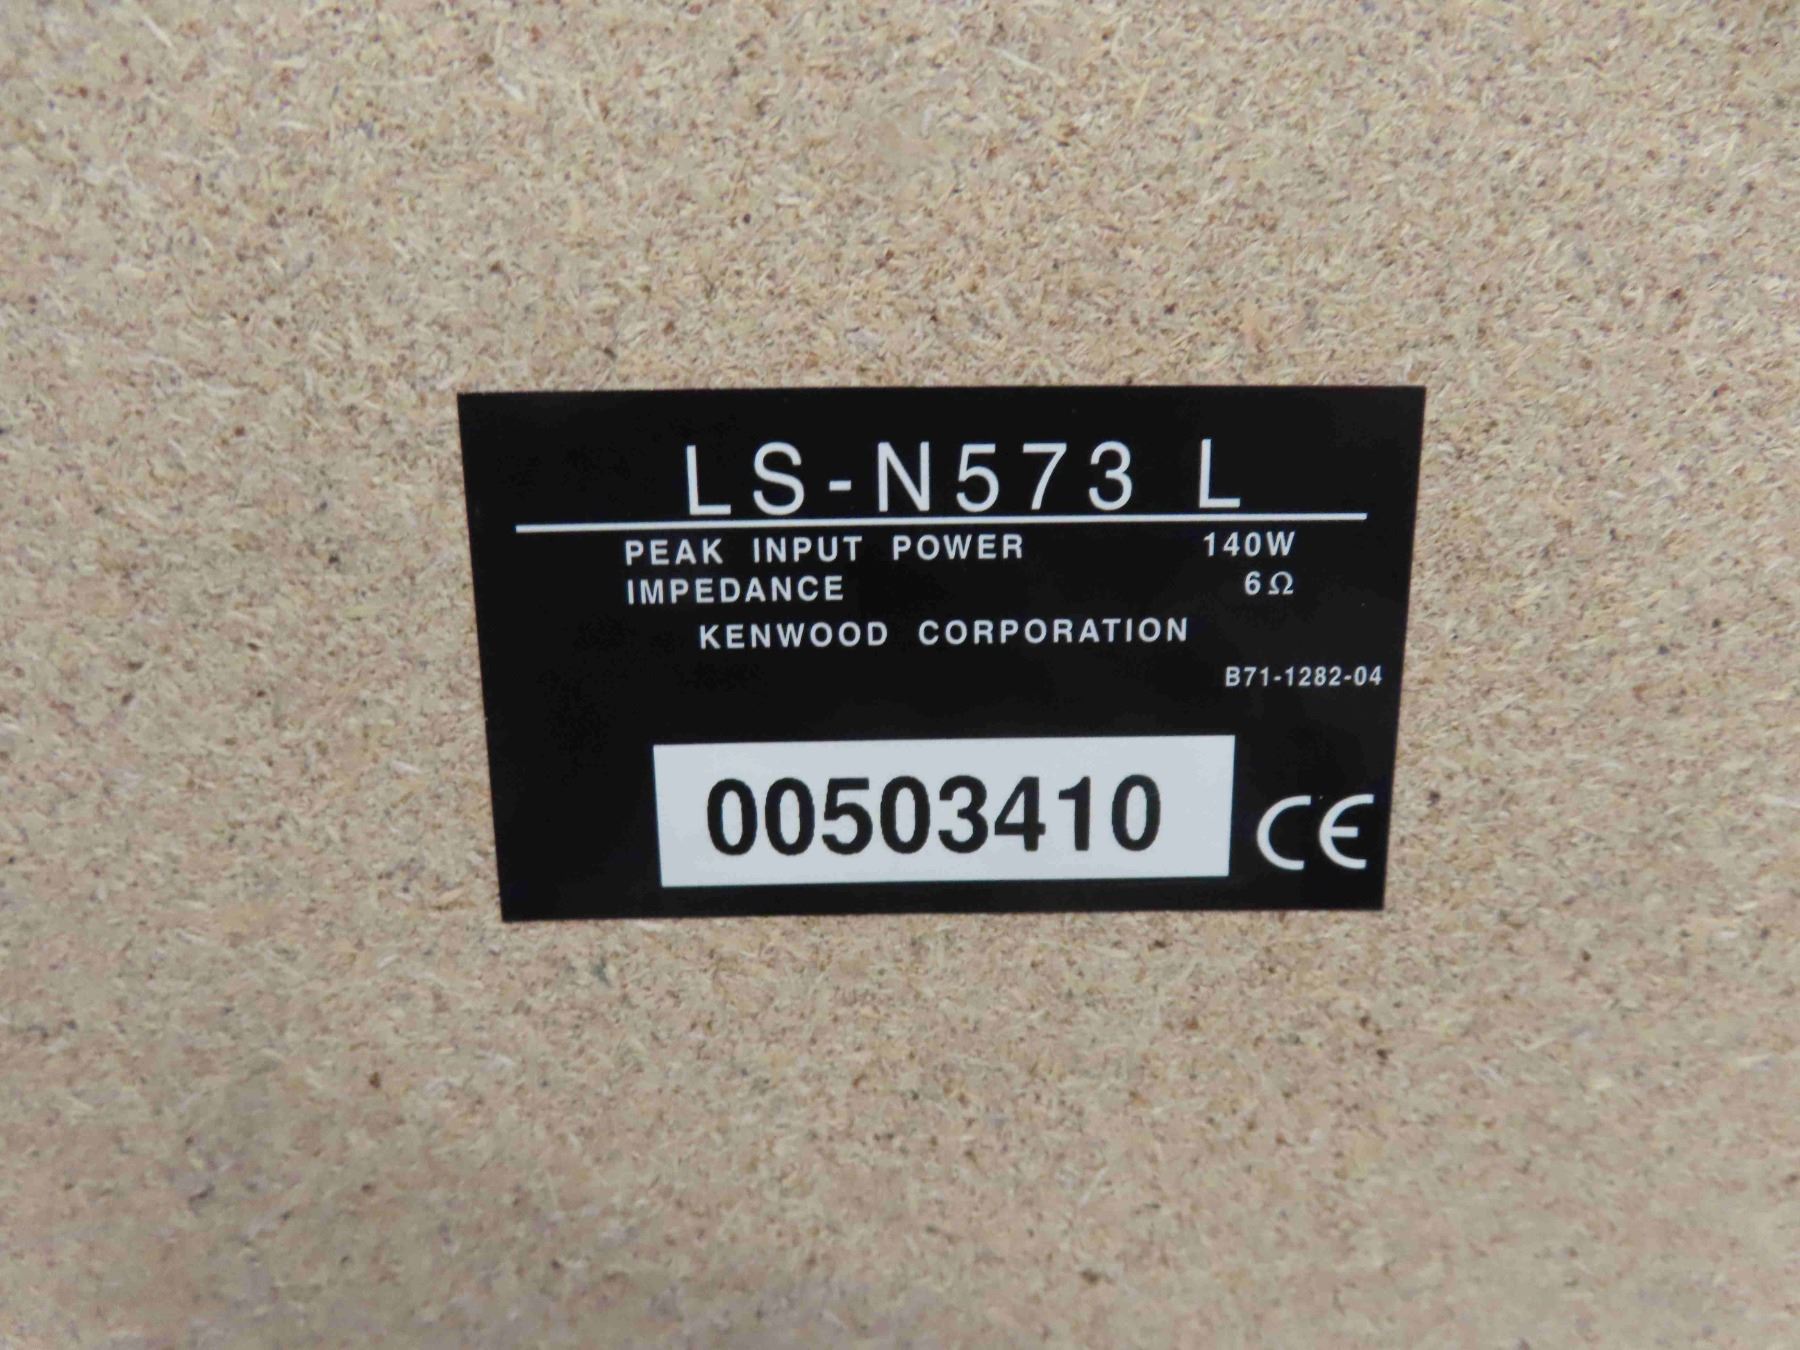 LS-N573 L
PEAK INPUT POWER 140W
IMPEDANCE 6Ω
KENWOOD CORPORATION
B71-1282-04
00503410
CE